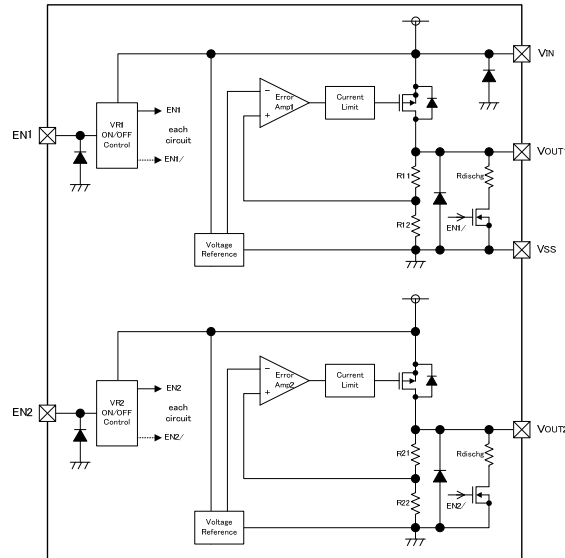 VIN
EN1
VR1
ON/OFF
Control
EN1
each
circuit
EN1/
Error
Amp1
Current
Limit
VOUT1
R11
Rdischg
R12
EN1/
Voltage
Reference
VSS
EN2
VR2
ON/OFF
Control
EN2
each
circuit
EN2/
Error
Amp2
Current
Limit
VOUT2
R21
Rdischg
R22
EN2/
Voltage
Reference